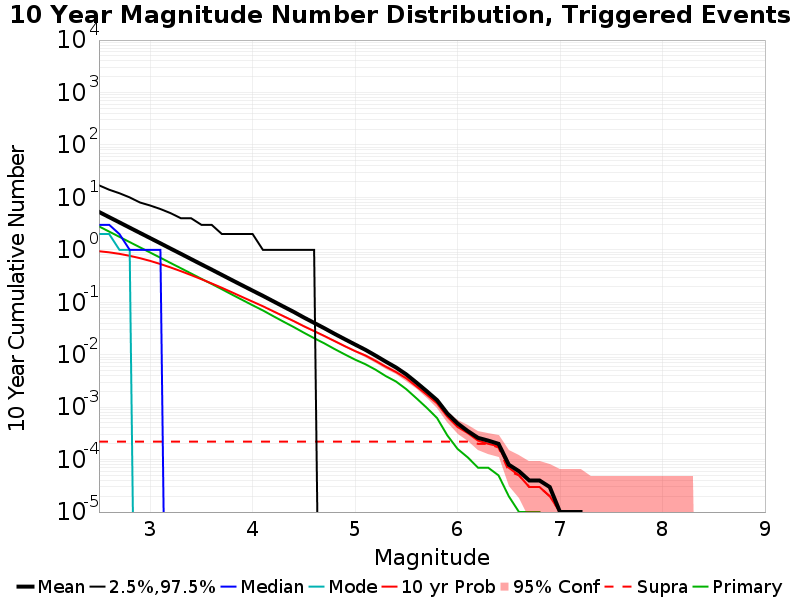 10 Year Magnitude Number Distribution, Triggered Events
10 Year Cumulative Number
10^4
10^3
10^2
10^1
10^0
10^-1
10^-2
10^-3
10^-4
10^-5
3 4 5 6 7 8 9
Magnitude
Mean 2.5%,97.5% Median Mode 10 yr Prob 95% Conf Supra Primary